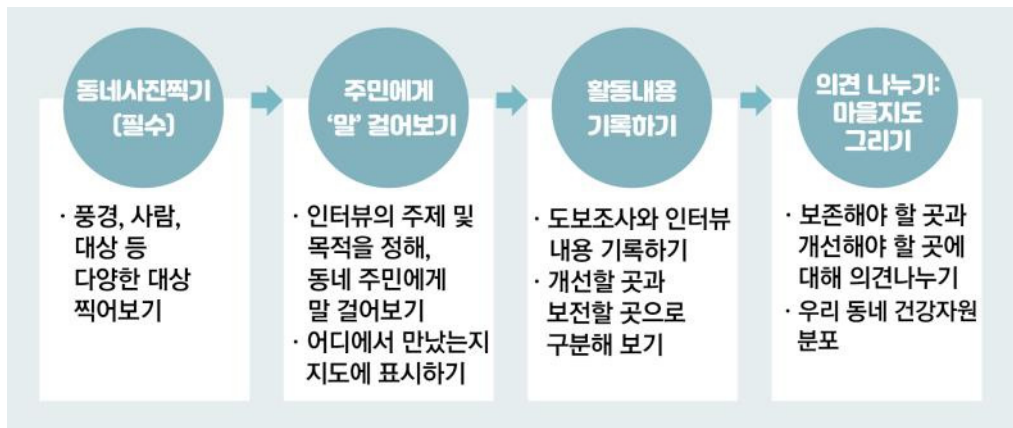 동네사진찍기
(필수)
· 풍경, 사람,
대상 등
다양한 대상
찍어보기
주민에게
‘말’ 걸어보기
· 인터뷰의 주제 및
목적을 정해,
동네 주민에게
말 걸어보기
· 어디에서 만났는지
지도에 표시하기
활동내용
기록하기
· 도보조사와 인터뷰
내용 기록하기
· 개선할 곳과
보전할 곳으로
구분해 보기
의견 나누기:
마을지도
그리기
· 보존해야 할 곳과
개선해야 할 곳에
대해 의견나누기
· 우리 동네 건강자원
분포